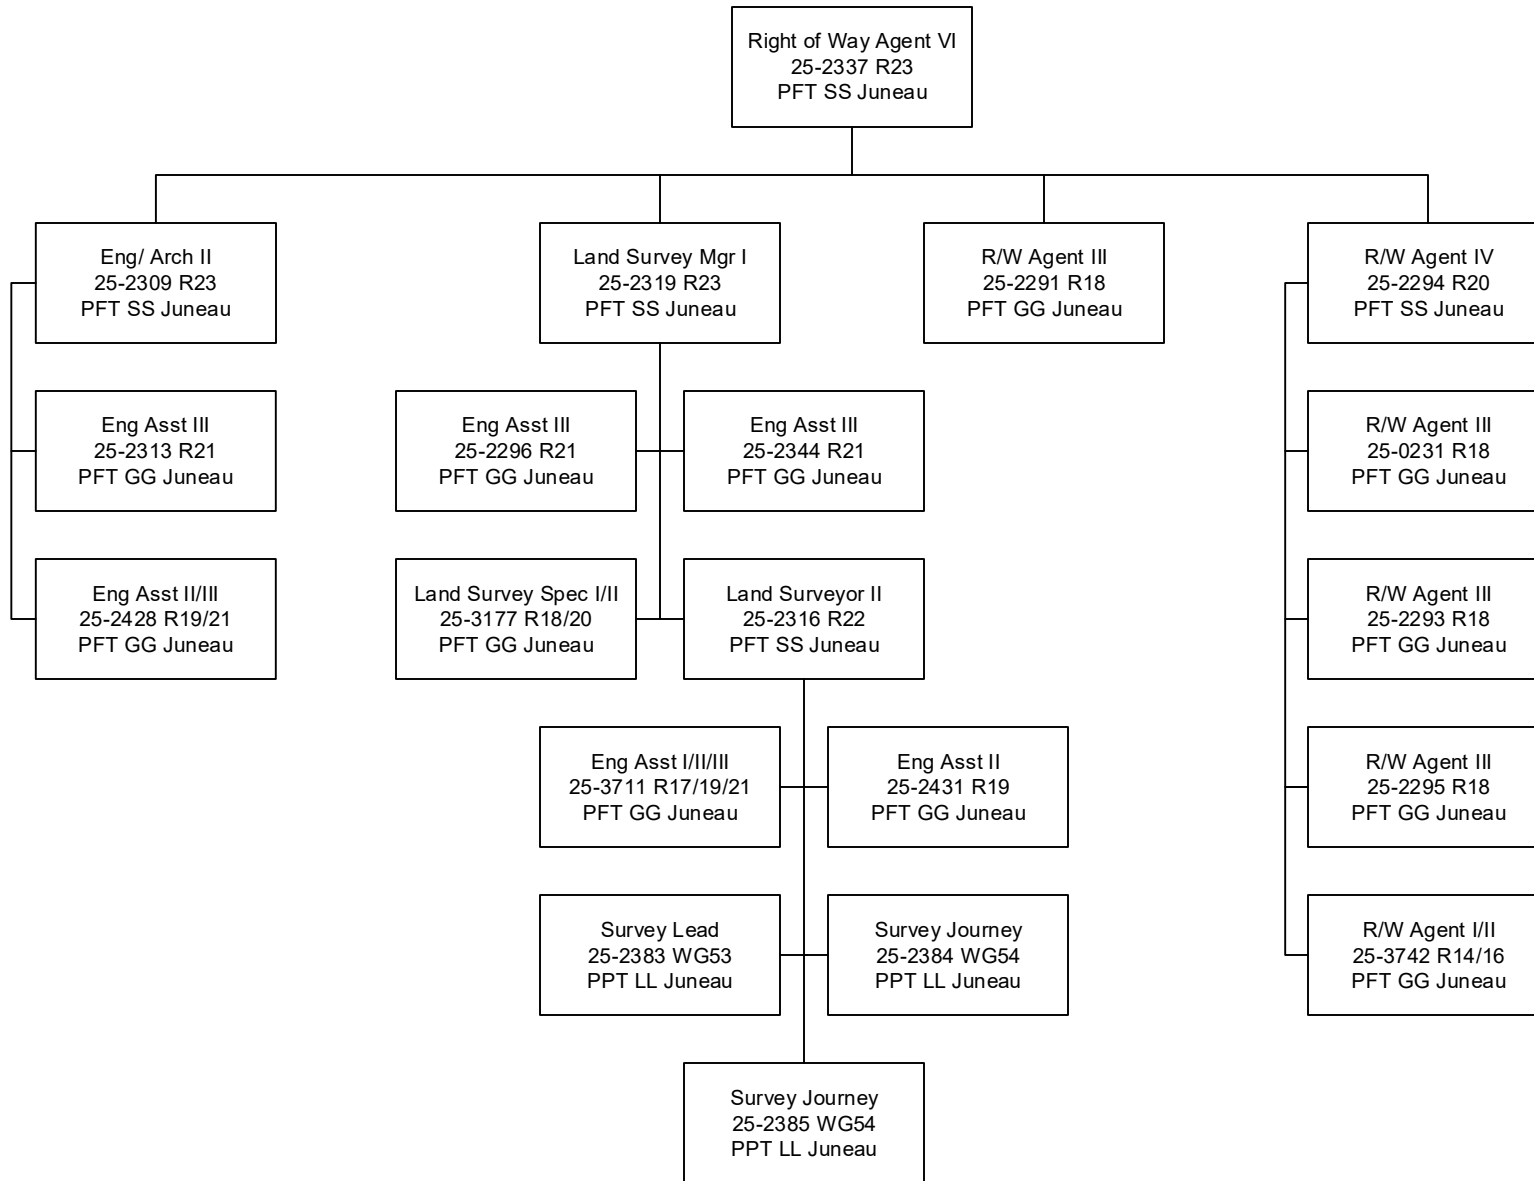 Right of Way Agent VI
25-2337 R23
PFT SS Juneau
Eng/ Arch II
25-2309 R23
PFT SS Juneau
Land Survey Mgr I
25-2319 R23
PFT SS Juneau
R/W Agent III
25-2291 R18
PFT GG Juneau
R/W Agent IV
25-2294 R20
PFT SS Juneau
Eng Asst III
25-2313 R21
PFT GG Juneau
Eng Asst III
25-2296 R21
PFT GG Juneau
Eng Asst III
25-2344 R21
PFT GG Juneau
R/W Agent III
25-0231 R18
PFT GG Juneau
Eng Asst II/III
25-2428 R19/21
PFT GG Juneau
Land Survey Spec I/II
25-3177 R18/20
PFT GG Juneau
Land Surveyor II
25-2316 R22
PFT SS Juneau
R/W Agent III
25-2293 R18
PFT GG Juneau
Eng Asst I/II/III
25-3711 R17/19/21
PFT GG Juneau
Eng Asst II
25-2431 R19
PFT GG Juneau
R/W Agent III
25-2295 R18
PFT GG Juneau
Survey Lead
25-2383 WG53
PPT LL Juneau
Survey Journey
25-2384 WG54
PPT LL Juneau
R/W Agent I/II
25-3742 R14/16
PFT GG Juneau
Survey Journey
25-2385 WG54
PPT LL Juneau